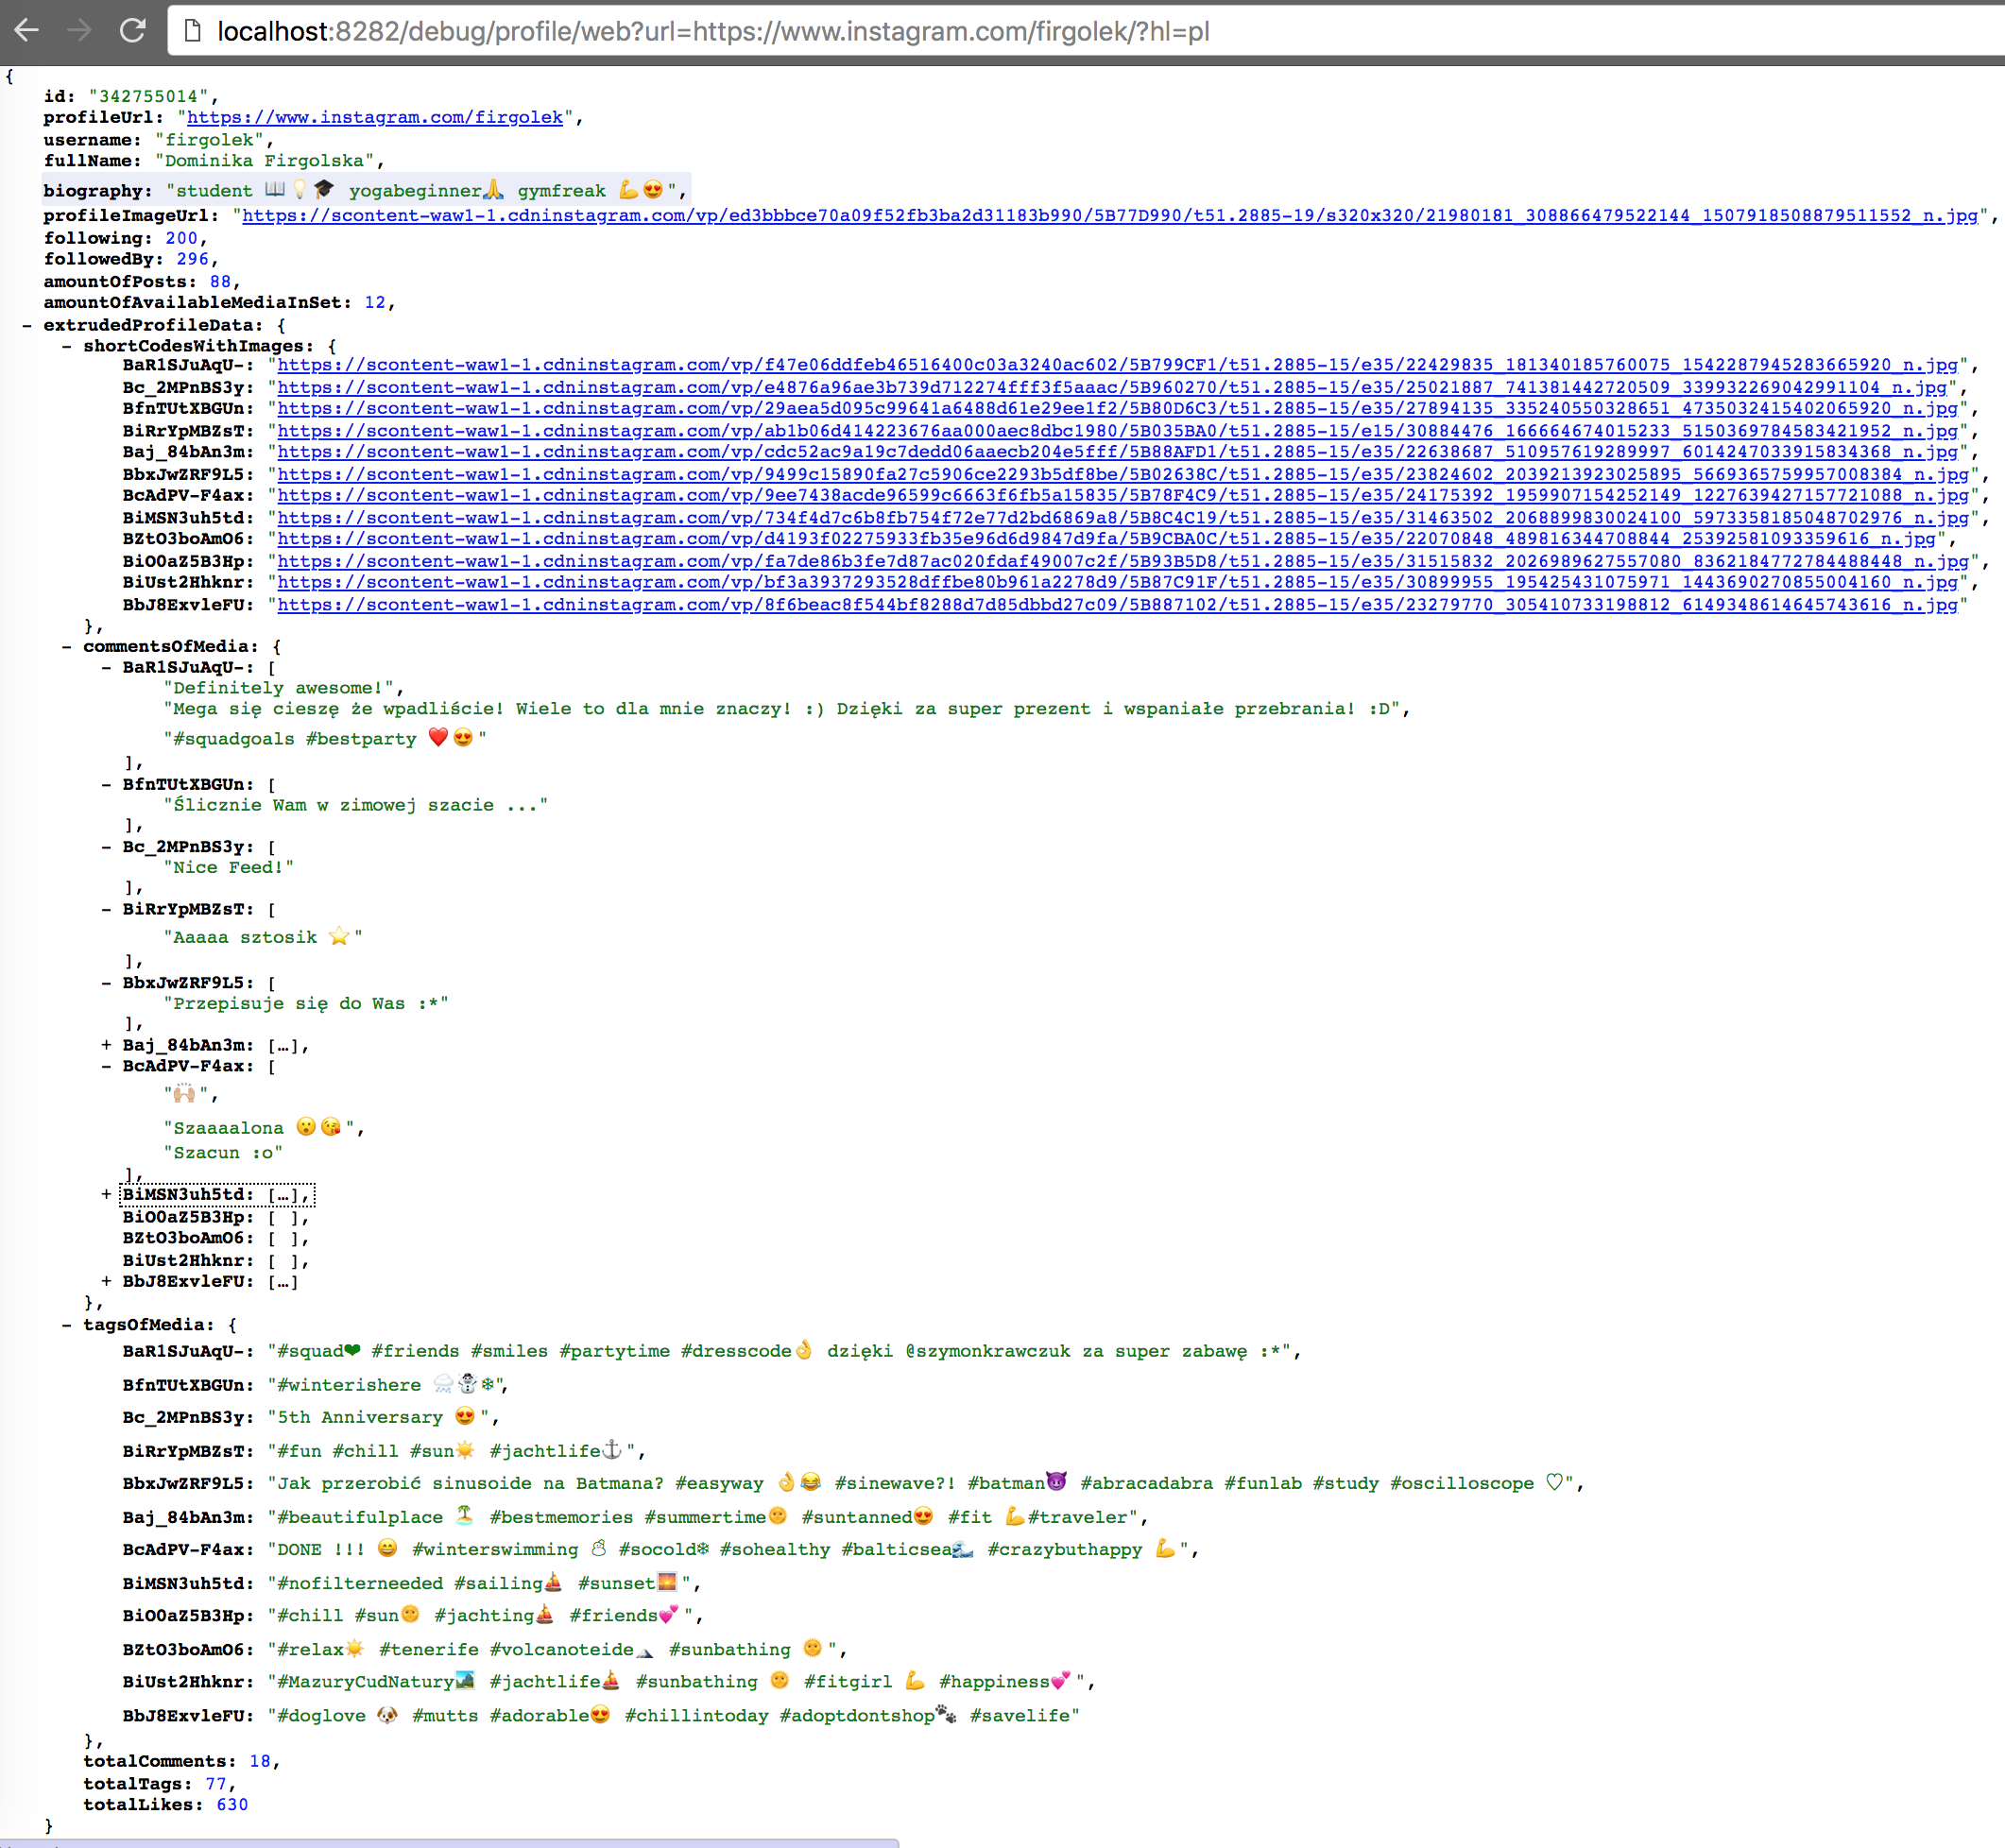 localhost:8282/debug/profile/web?url=https://www.instagram.com/firgolek/?hl=pl
{
id: "342755014",
profileUrl: "https://www.instagram.com/firgolek",
username: "firgolek",
fullName: "Dominika Firgolska",
biography: "student 📖💡🎓 yogabeginner🙏 gymfreak 💪😍",
profileImageUrl: "https://scontent-waw1-1.cdninstagram.com/vp/ed3bbbce70a09f52fb3ba2d31183b990/5B77D990/t51.2885-19/s320x320/21980181_308866479522144_1507918508879511552_n.jpg",
following: 200,
followedBy: 296,
amountOfPosts: 88,
amountOfAvailableMediaInSet: 12,
- extrudedProfileData: {
- shortCodesWithImages: {
BaR1SJuAqU-: "https://scontent-waw1-1.cdninstagram.com/vp/f47e06ddfeb46516400c03a3240ac602/5B799CF1/t51.2885-15/e35/22429835_181340185760075_1542287945283665920_n.jpg",
Bc_2MPnBS3y: "https://scontent-waw1-1.cdninstagram.com/vp/e4876a96ae3b739d712274fff3f5aaac/5B960270/t51.2885-15/e35/25021887_741381442720509_339932269042991104_n.jpg",
BfnTUtXBGUn: "https://scontent-waw1-1.cdninstagram.com/vp/29aea5d095c99641a6488d61e29ee1f2/5B80D6C3/t51.2885-15/e35/27894135_335240550328651_4735032415402065920_n.jpg",
BiRrYpMBZsT: "https://scontent-waw1-1.cdninstagram.com/vp/ab1b06d414223676aa000aec8dbc1980/5B035BA0/t51.2885-15/e15/30884476_166664674015233_5150369784583421952_n.jpg",
Baj_84bAn3m: "https://scontent-waw1-1.cdninstagram.com/vp/cdc52ac9a19c7dedd06aaecb204e5fff/5B88AFD1/t51.2885-15/e35/22638687_510957619289997_6014247033915834368_n.jpg",
BbxJwZRF9L5: "https://scontent-waw1-1.cdninstagram.com/vp/9499c15890fa27c5906ce2293b5df8be/5B02638C/t51.2885-15/e35/23824602_2039213923025895_5669365759957008384_n.jpg",
BcAdPV-F4ax: "https://scontent-waw1-1.cdninstagram.com/vp/9ee7438acde96599c6663f6fb5a15835/5B78F4C9/t51.2885-15/e35/24175392_1959907154252149_1227639427157721088_n.jpg",
BiMSN3uh5td: "https://scontent-waw1-1.cdninstagram.com/vp/734f4d7c6b8fb754f72e77d2bd6869a8/5B8C4C19/t51.2885-15/e35/31463502_2068899830024100_5973358185048702976_n.jpg",
BZtO3boAmO6: "https://scontent-waw1-1.cdninstagram.com/vp/d4193f02275933fb35e96d6d9847d9fa/5B9CBA0C/t51.2885-15/e35/22070848_489816344708844_25392581093359616_n.jpg",
BiO0aZ5B3Hp: "https://scontent-waw1-1.cdninstagram.com/vp/fa7de86b3fe7d87ac020fdaf49007c2f/5B93B5D8/t51.2885-15/e35/31515832_2026989627557080_8362184772784488448_n.jpg",
BiUst2Hhknr: "https://scontent-waw1-1.cdninstagram.com/vp/bf3a3937293528dffbe80b961a2278d9/5B87C91F/t51.2885-15/e35/30899955_195425431075971_1443690270855004160_n.jpg",
BbJ8ExvleFU: "https://scontent-waw1-1.cdninstagram.com/vp/8f6beac8f544bf8288d7d85dbbd27c09/5B887102/t51.2885-15/e35/23279770_305410733198812_6149348614645743616_n.jpg"
},
- commentsOfMedia: {
- BaR1SJuAqU-: [
"Definitely awesome!",
"Mega się cieszę że wpadliście! Wiele to dla mnie znaczy! :) Dzięki za super prezent i wspaniałe przebrania! :D",
"#squadgoals #bestparty ❤️😍"
],
- BfnTUtXBGUn: [
"Ślicznie Wam w zimowej szacie ..."
],
- Bc_2MPnBS3y: [
"Nice Feed!"
],
- BiRrYpMBZsT: [
"Aaaaa sztosik ⭐"
],
- BbxJwZRF9L5: [
"Przepisuje się do Was :*"
],
+ Baj_84bAn3m: […],
- BcAdPV-F4ax: [
"🙌🏼",
"Szaaaalona 😮😘",
"Szacun :o"
],
+ BiMSN3uh5td: […],
BiO0aZ5B3Hp: [ ],
BZtO3boAmO6: [ ],
BiUst2Hhknr: [ ],
+ BbJ8ExvleFU: […]
},
- tagsOfMedia: {
BaR1SJuAqU-: "#squad❤ #friends #smiles #partytime #dresscode👌 dzięki @szymonkrawczuk za super zabawę :*",
BfnTUtXBGUn: "#winterishere 🌨☃❄",
Bc_2MPnBS3y: "5th Anniversary 😍",
BiRrYpMBZsT: "#fun #chill #sun☀️ #jachtlife⚓",
BbxJwZRF9L5: "Jak przerobić sinusoide na Batmana? #easyway 👌😂 #sinewave?! #batman😈 #abracadabra #funlab #study #oscilloscope ♡",
Baj_84bAn3m: "#beautifulplace 🏝 #bestmemories #summertime🌞 #suntanned😍 #fit 💪#traveler",
BcAdPV-F4ax: "DONE !!! 😄 #winterswimming ⛄ #socold❄ #sohealthy #balticsea🌊 #crazybuthappy 💪",
BiMSN3uh5td: "#nofilterneeded #sailing⛵ #sunset🌅",
BiO0aZ5B3Hp: "#chill #sun🌞 #jachting⛵ #friends💕",
BZtO3boAmO6: "#relax☀️ #tenerife #volcanoteide🗻 #sunbathing 🌞",
BiUst2Hhknr: "#MazuryCudNatury🏞 #jachtlife⛵ #sunbathing 🌞 #fitgirl 💪 #happiness💕",
BbJ8ExvleFU: "#doglove 🐶 #mutts #adorable😍 #chillintoday #adoptdontshop🐾 #savelife"
},
totalComments: 18,
totalTags: 77,
totalLikes: 630
}